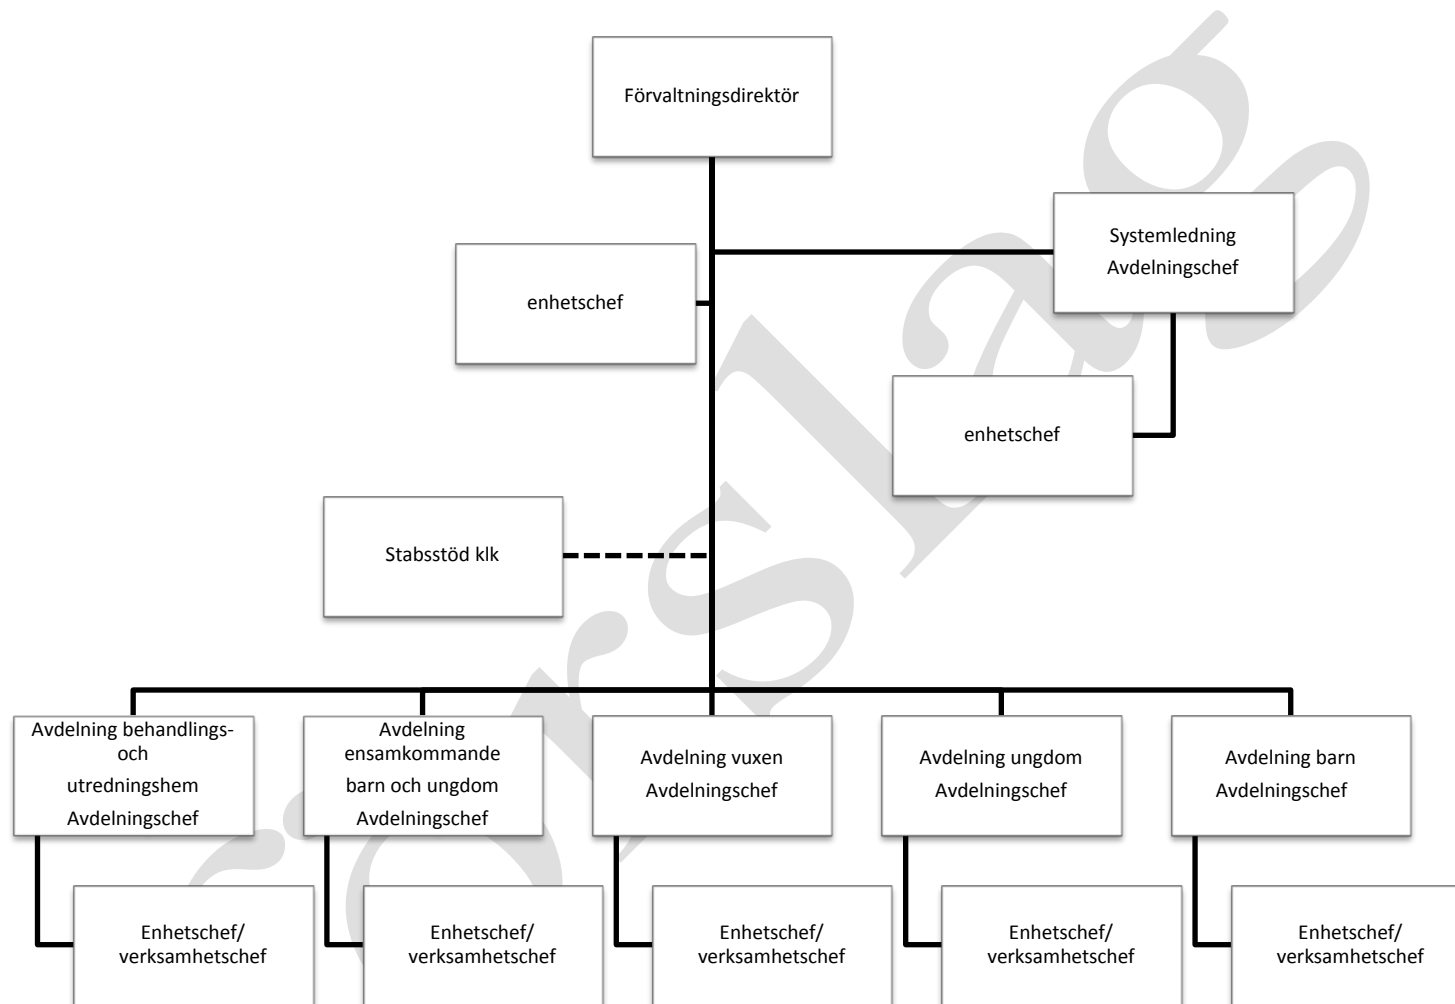 Förvaltningsdirektör
Systemledning
Avdelningschef
enhetschef
enhetschef
Stabsstöd klk
Avdelning behandlings-
och
utredningshem
Avdelningschef
Avdelning
ensamkommande
barn och ungdom
Avdelningschef
Avdelning vuxen
Avdelningschef
Avdelning ungdom
Avdelningschef
Avdelning barn
Avdelningschef
Enhetschef/
verksamhetschef
Enhetschef/
verksamhetschef
Enhetschef/
verksamhetschef
Enhetschef/
verksamhetschef
Enhetschef/
verksamhetschef
örslag